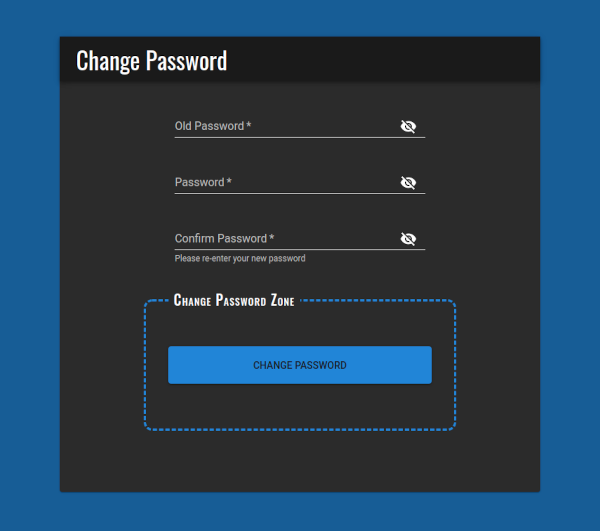 Change Password
Old Password *
Password *
Confirm Password *
Please re-enter your new password
Change Password Zone
CHANGE PASSWORD